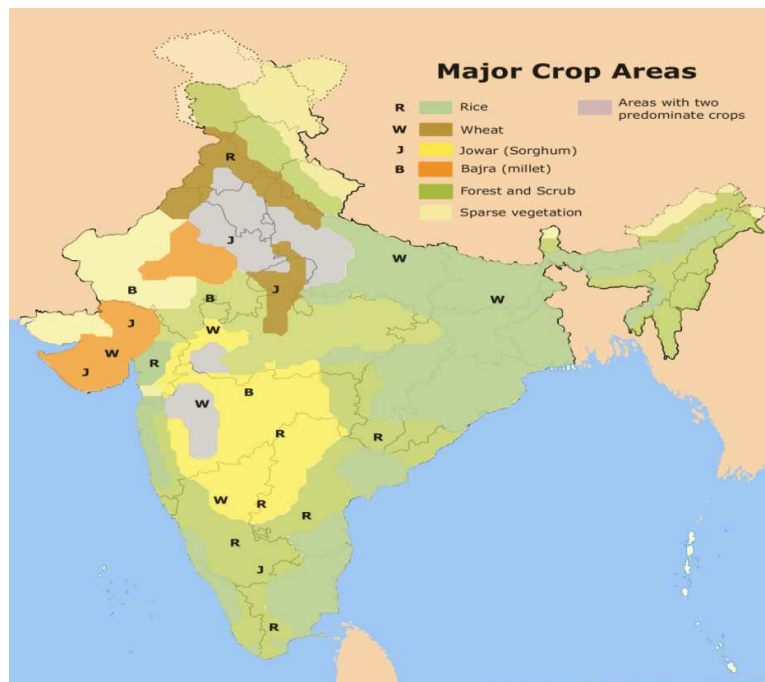 Major Crop Areas
R Rice
W Wheat
J Jowar (Sorghum)
B Bajra (millet)
Forest and Scrub
Sparse vegetation
Areas with two
predominate crops
R
J
W
B
B
J
W
J
W
J
W
R
J
W
B
R
R
W
R
R
R
J
R